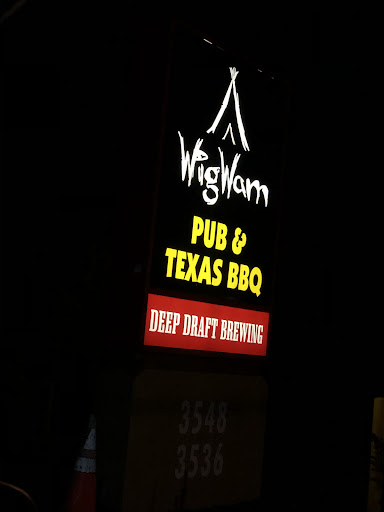 WigWam
PUB &
TEXAS BBQ
DEEP DRAFT BREWING
3548
3536